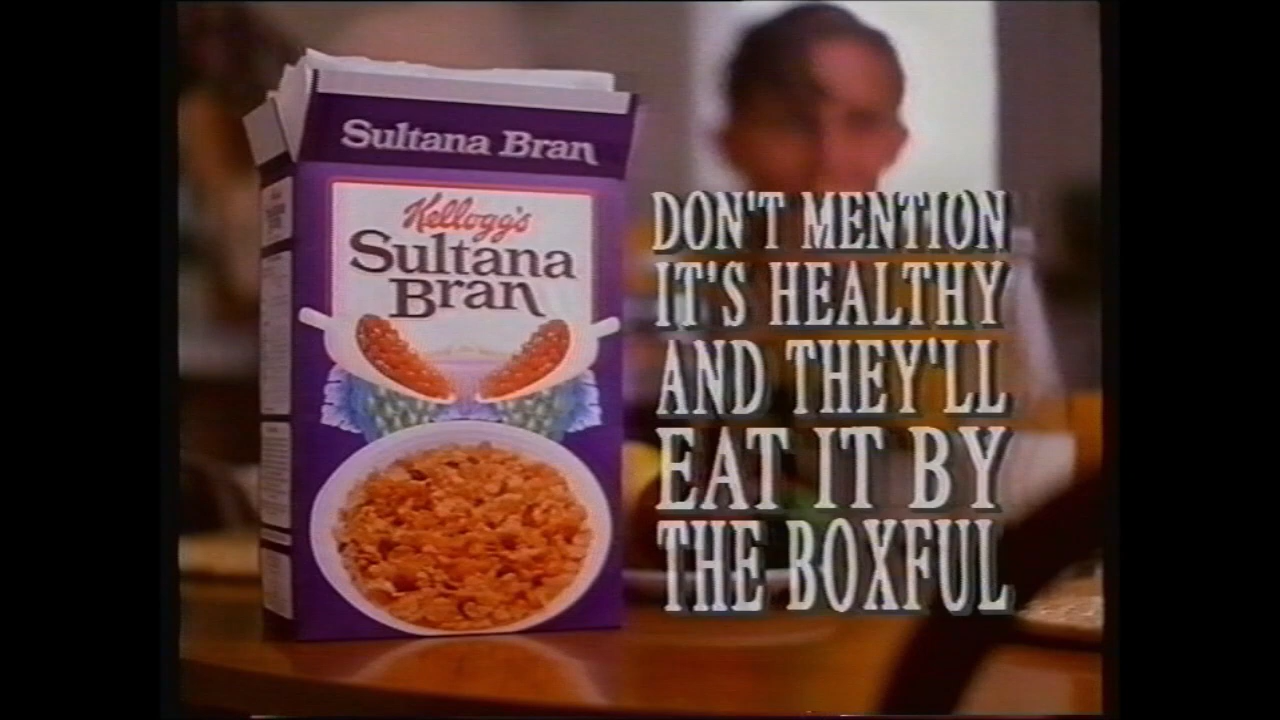 Sultana Bran
Kellogg's
Sultana
Bran
DON'T MENTION
IT'S HEALTHY
AND THEY'LL
EAT IT BY
THE BOXFUL